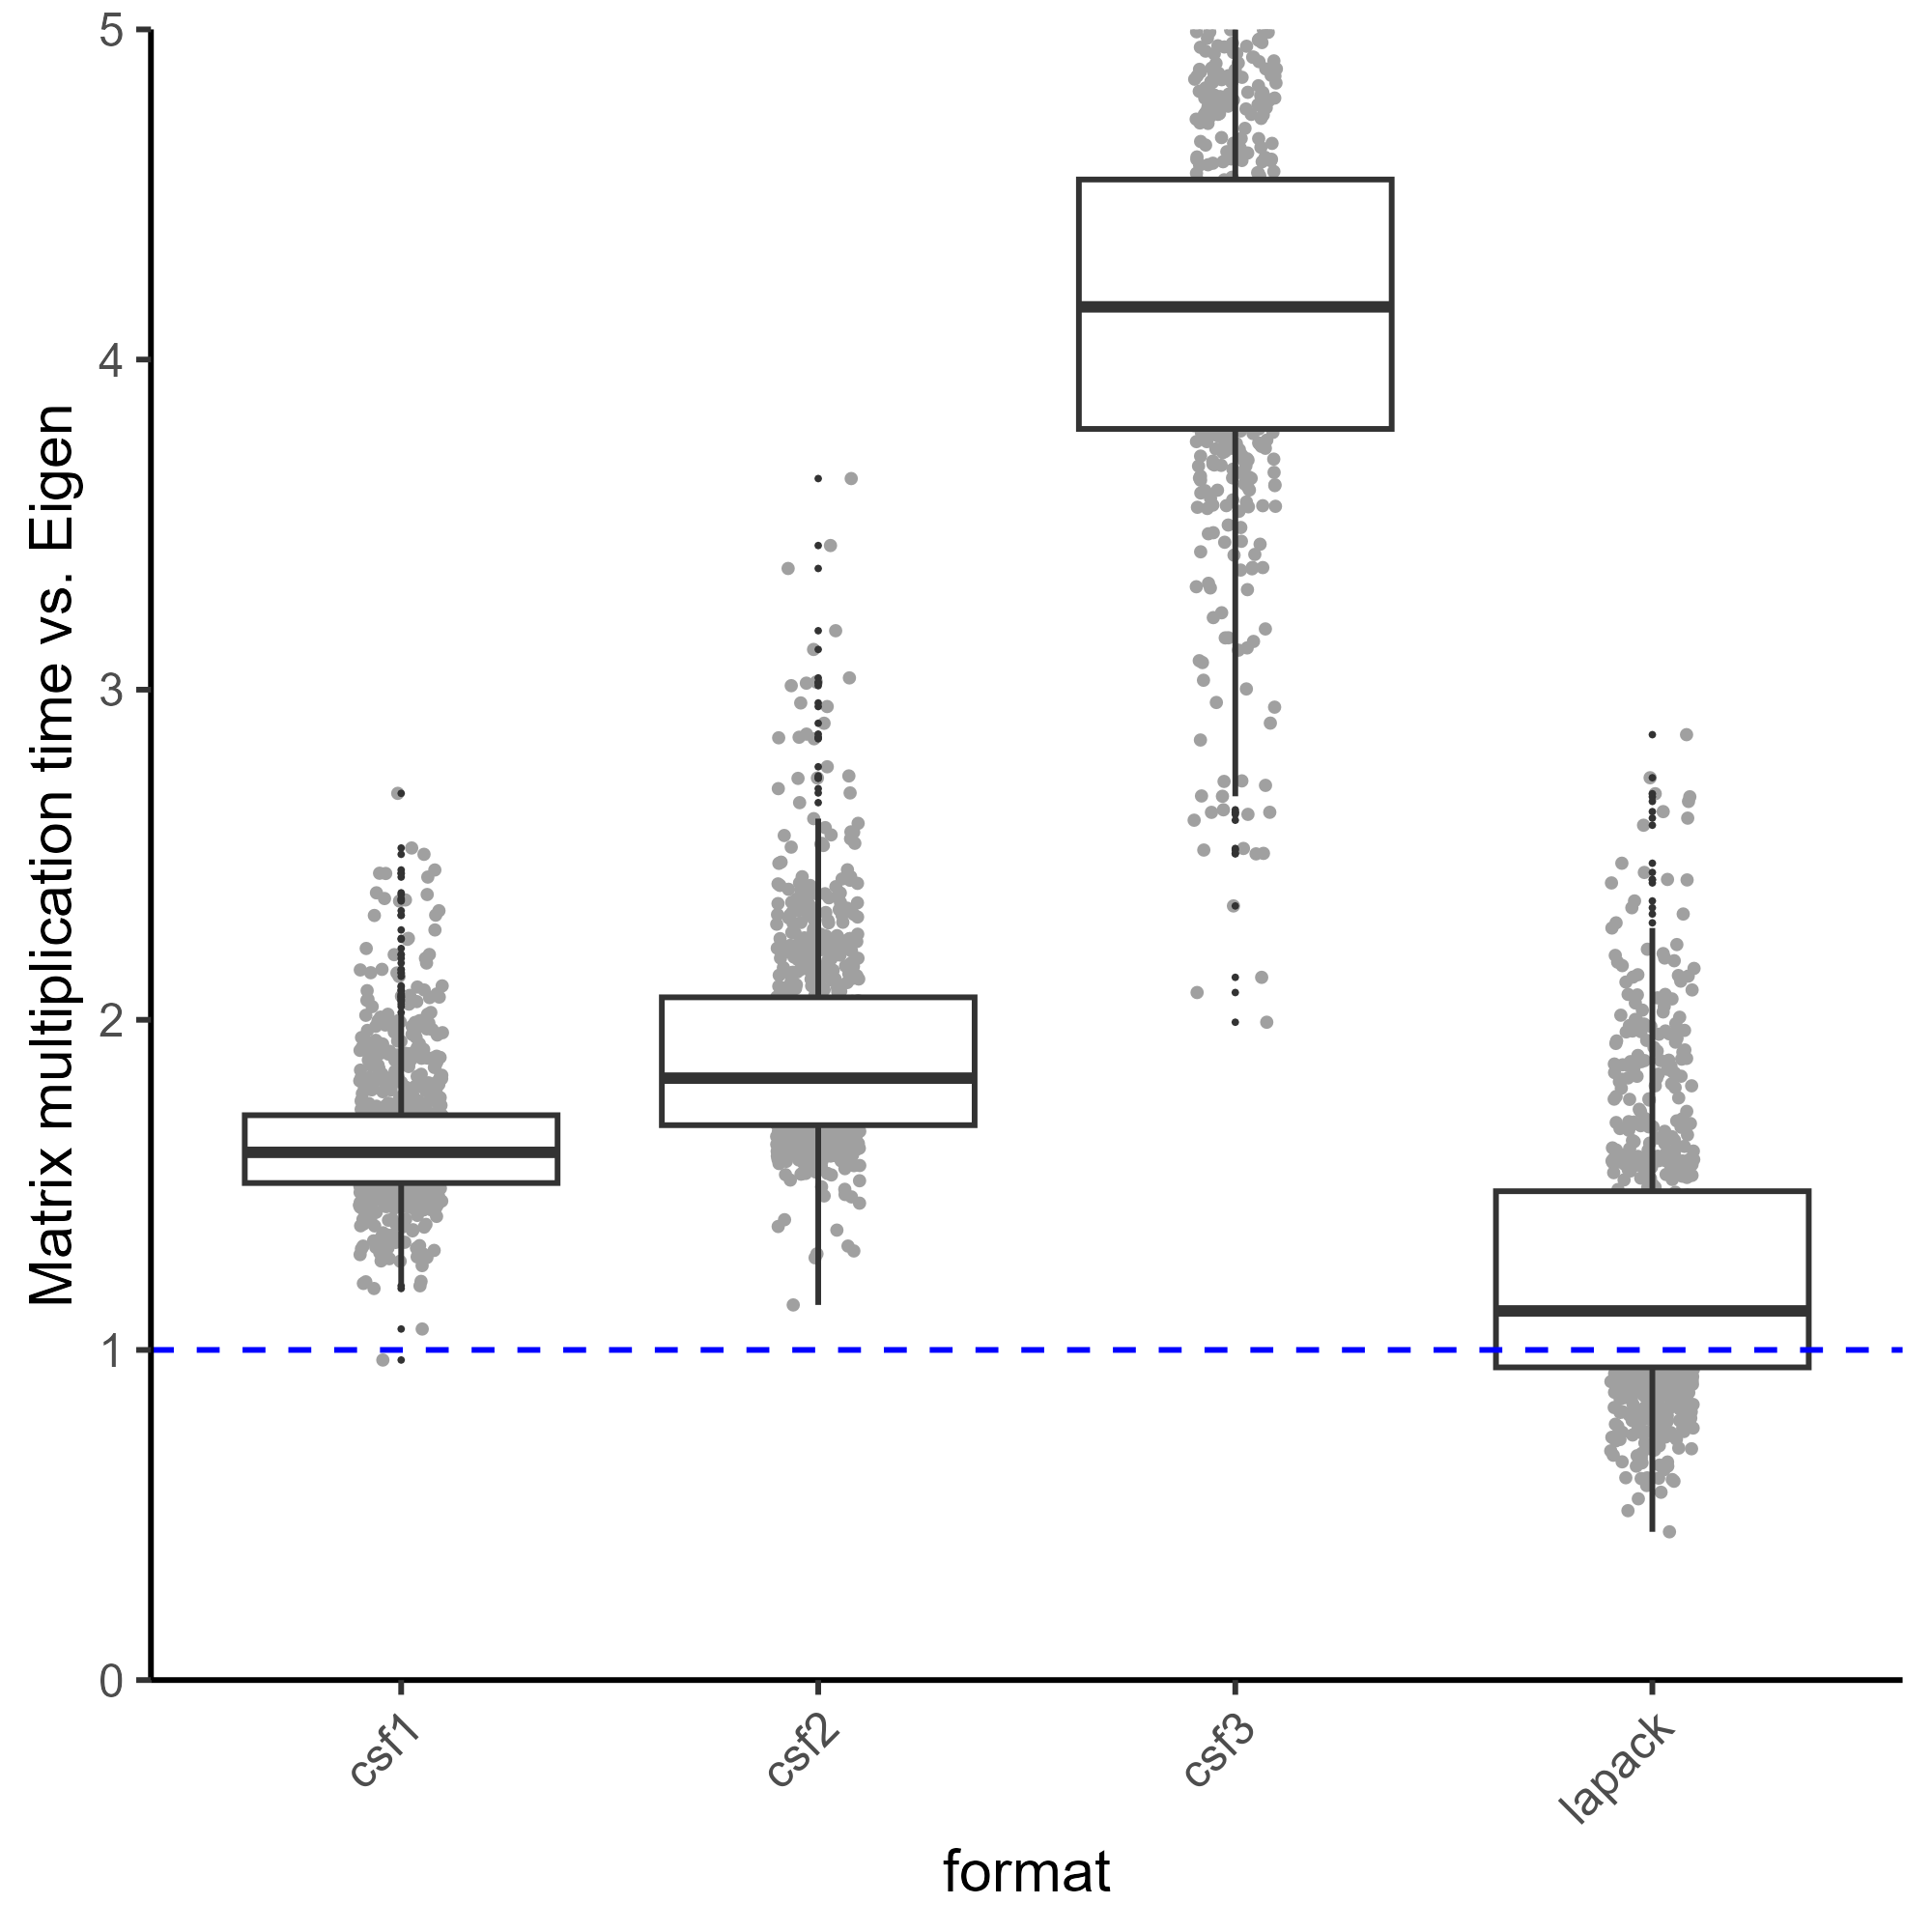 Matrix multiplication time vs. Eigen
5
4
3
2
1
0
csf1
csf2
csf3
lapack
format